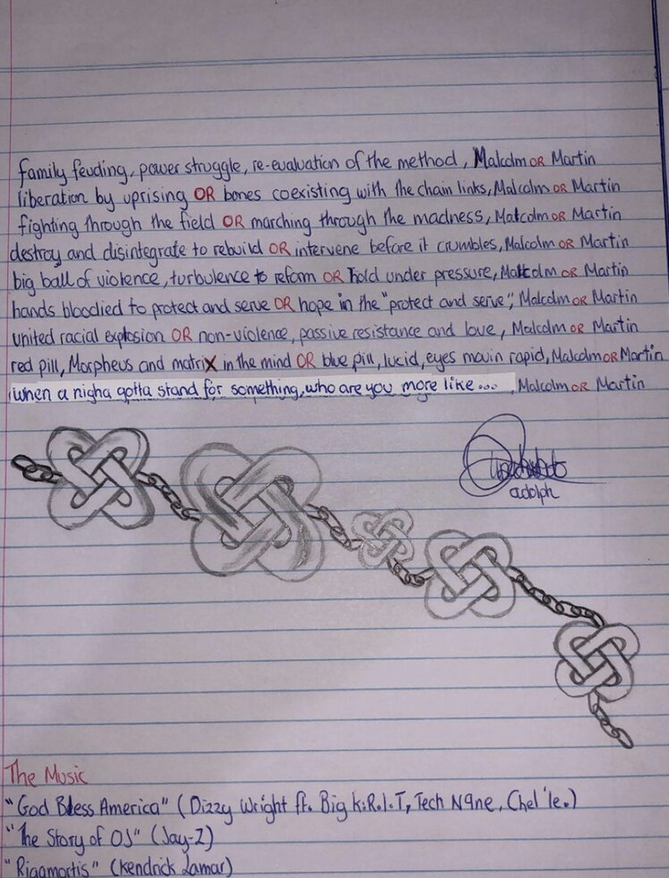 family feuding, power struggle, re-evaluation of the method, Malcolm OR Martin
liberation by uprising OR bones coexisting with the chain links, Malcolm OR Martin
fighting through the field OR marching through the madness, Malcolm OR Martin
destroy and disintegrate to rebuild OR intervene before it crumbles, Malcolm OR Martin
big ball of violence, turbulence to reform OR hold under pressure, Malcolm OR Martin
hands bloodied to protect and serve OR hope in the "protect and serve", Malcolm OR Martin
united racial explosion OR non-violence, passive resistance and love, Malcolm OR Martin
red pill, Morpheus and matrix in the mind OR blue pill, lucid, eyes movin rapid, Malcolm OR Martin
when a nigha gotta stand for something, who are you more like..., Malcolm OR Martin
adolph
The Music
"God Bless America" (Dizzy Wright ft. Big K.R.I.T, Tech N9ne, Chel'le.)
"The Story of OJ" (Jay-Z)
"Rigamortis" (Kendrick Lamar)